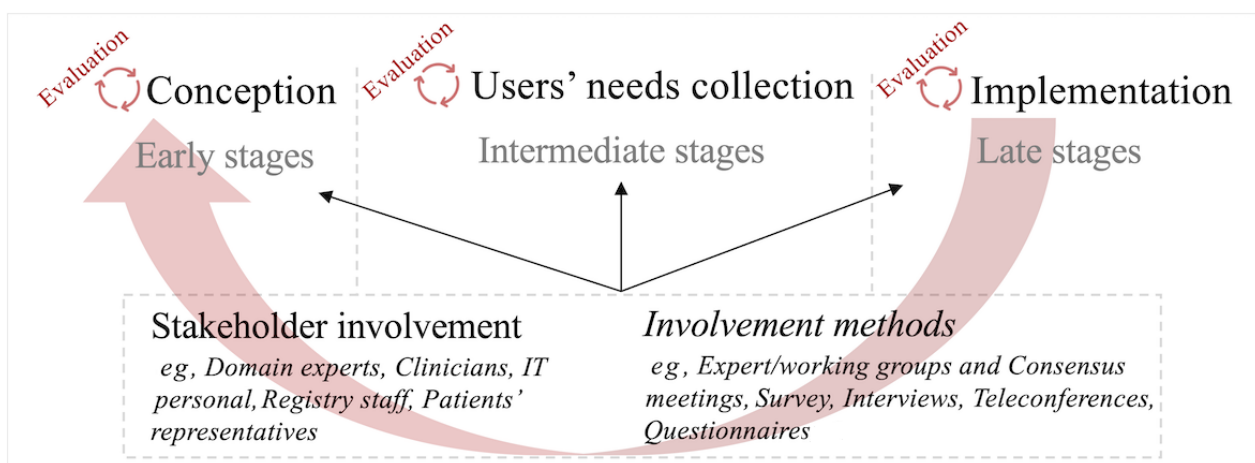 Evaluation
Conception
Early stages
Evaluation
Users’ needs collection
Intermediate stages
Evaluation
Implementation
Late stages
Stakeholder involvement
eg, Domain experts, Clinicians, IT
personal, Registry staff, Patients’
representatives
Involvement methods
eg, Expert/working groups and Consensus
meetings, Survey, Interviews, Teleconferences,
Questionnaires